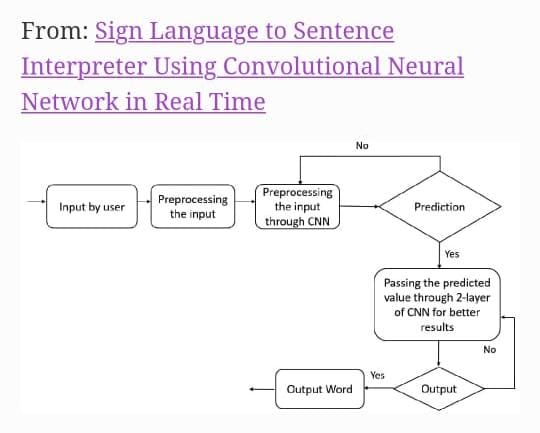 From: Sign Language to Sentence
Interpreter Using Convolutional Neural
Network in Real Time
No
Input by user
Preprocessing
the input
Preprocessing
the input
through CNN
Prediction
Yes
Passing the predicted
value through 2-layer
of CNN for better
results
No
Yes
Output Word
Output